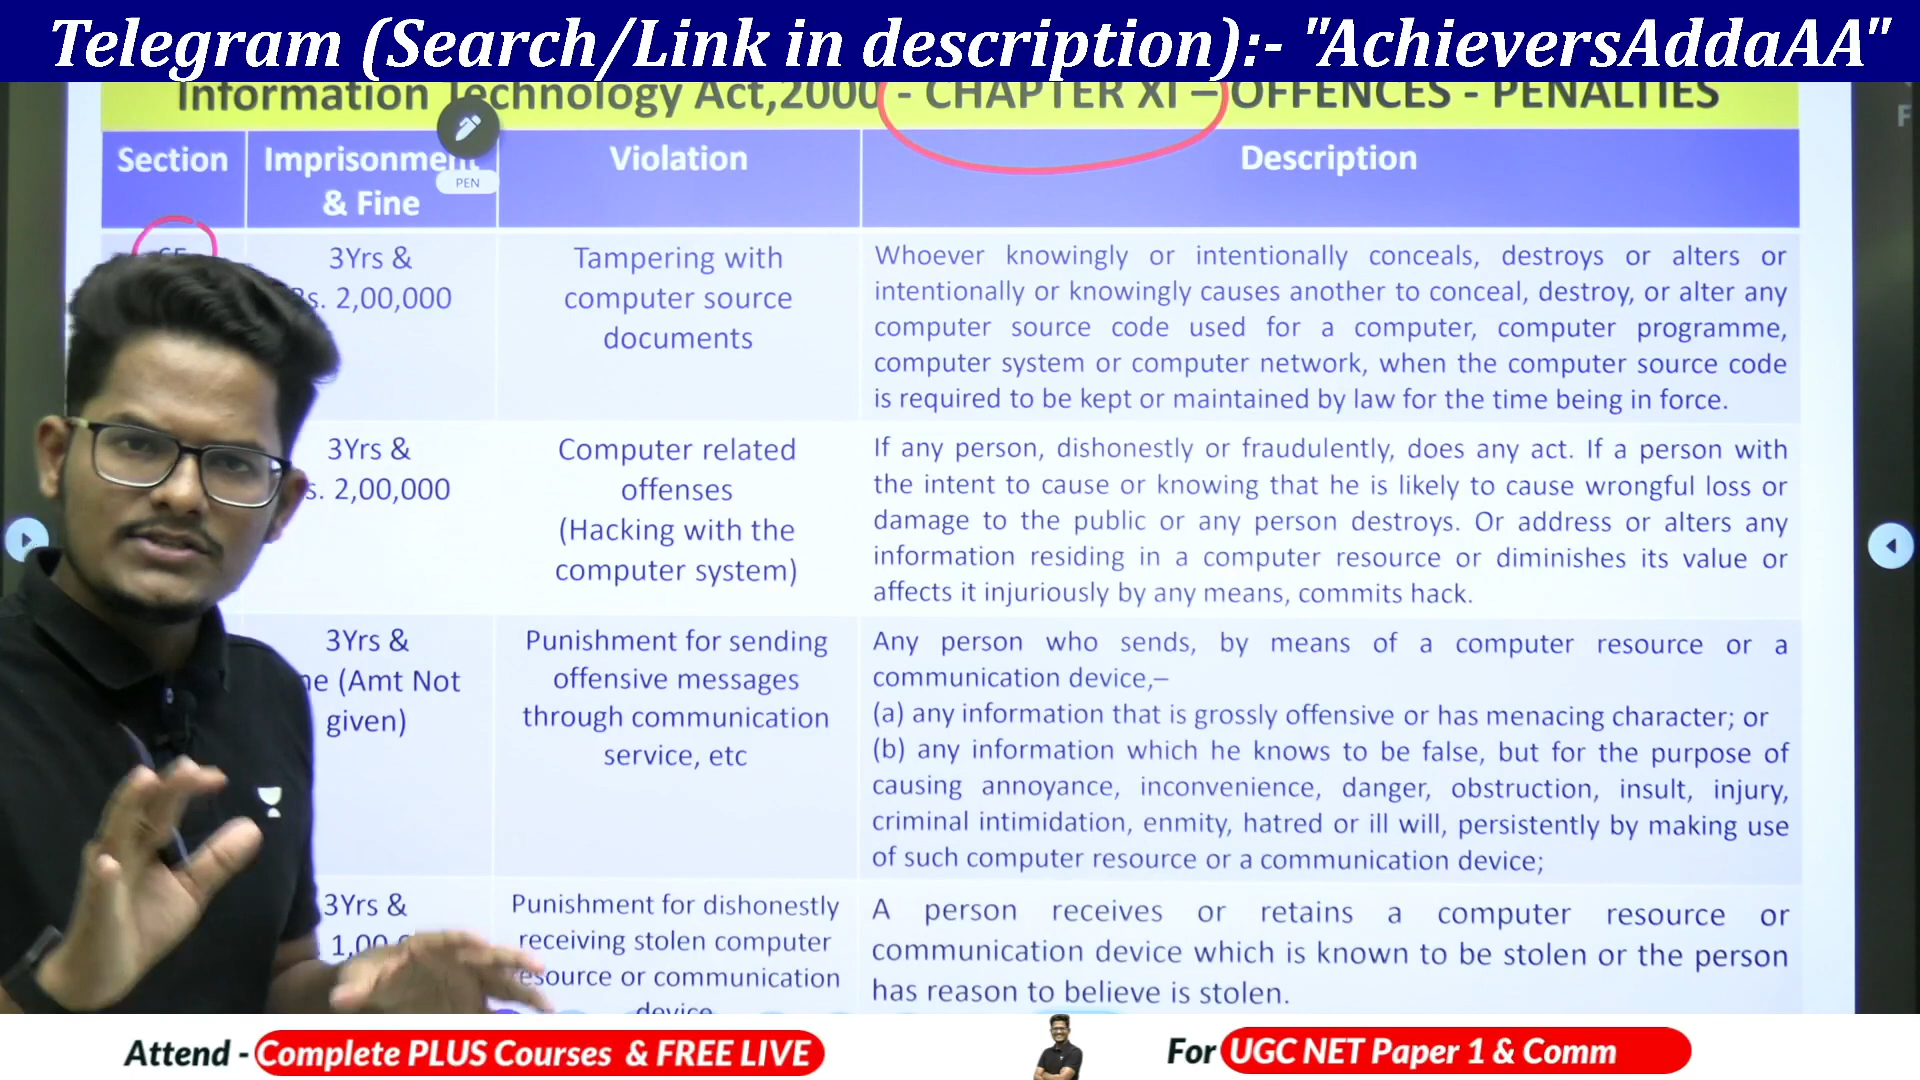 Telegram (Search/Link in description):- "AchieversAddaAA"
Information Technology Act,2000 - CHAPTER XI – OFFENCES - PENALTIES
Section
Imprisonment
& Fine
PEN
Violation
Description
3Yrs &
Rs. 2,00,000
Tampering with
computer source
documents
Whoever knowingly or intentionally conceals, destroys or alters or
intentionally or knowingly causes another to conceal, destroy, or alter any
computer source code used for a computer, computer programme,
computer system or computer network, when the computer source code
is required to be kept or maintained by law for the time being in force.
3Yrs &
s. 2,00,000
Computer related
offenses
(Hacking with the
computer system)
If any person, dishonestly or fraudulently, does any act. If a person with
the intent to cause or knowing that he is likely to cause wrongful loss or
damage to the public or any person destroys. Or address or alters any
information residing in a computer resource or diminishes its value or
affects it injuriously by any means, commits hack.
3Yrs &
ne (Amt Not
given)
Punishment for sending
offensive messages
through communication
service, etc
Any person who sends, by means of a computer resource or a
communication device,–
(a) any information that is grossly offensive or has menacing character; or
(b) any information which he knows to be false, but for the purpose of
causing annoyance, inconvenience, danger, obstruction, insult, injury,
criminal intimidation, enmity, hatred or ill will, persistently by making use
of such computer resource or a communication device;
3Yrs &
1,00
Punishment for dishonestly
receiving stolen computer
resource or communication
device
A person receives or retains a computer resource or
communication device which is known to be stolen or the person
has reason to believe is stolen.
Attend - Complete PLUS Courses & FREE LIVE
For UGC NET Paper 1 & Comm